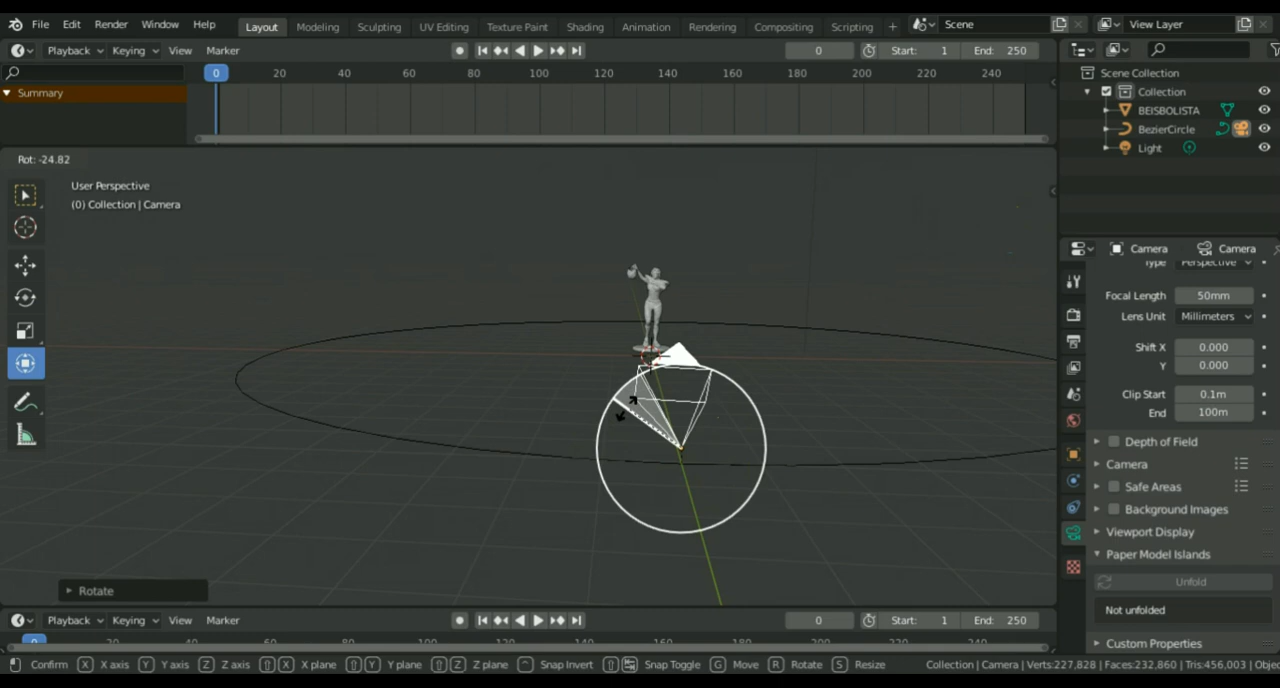 File Edit Render Window Help Layout Modeling Sculpting UV Editing Texture Paint Shading Animation Rendering Compositing Scripting + Scene View Layer
Playback Keying View Marker 0 Start: 1 End: 250
0 20 40 60 80 100 120 140 160 180 200 220 240
Summary
Rot: -24.82
User Perspective
(0) Collection | Camera
Rotate
Scene Collection
Collection
BEISBOLISTA
BezierCircle
Light
Camera Camera
Type Perspective
Focal Length 50mm
Lens Unit Millimeters
Shift X 0.000
Y 0.000
Clip Start 0.1m
End 100m
Depth of Field
Camera
Safe Areas
Background Images
Viewport Display
Paper Model Islands
Unfold
Not unfolded
Custom Properties
Playback Keying View Marker 0 Start: 1 End: 250
0 20 40 60 80 100 120 140 160 180 200 220 240
Confirm X X axis Y Y axis Z Z axis X X plane Y Y plane Z Z plane Snap Invert Snap Toggle G Move R Rotate S Resize Collection | Camera | Verts:227,828 | Faces:232,860 | Tris:456,003 | Objec